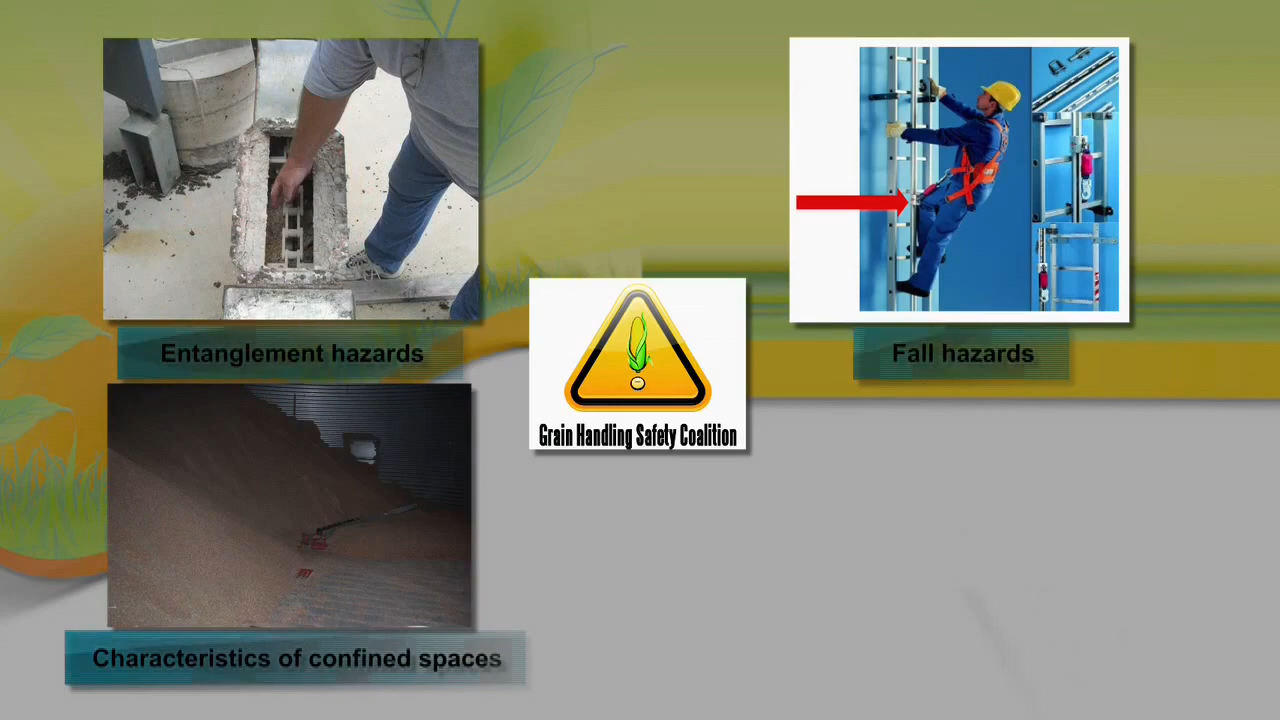 Entanglement hazards
Fall hazards
Grain Handling Safety Coalition
Characteristics of confined spaces